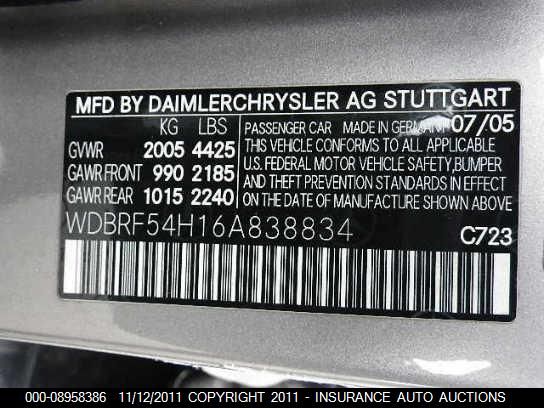 MFD BY DAIMLERCHRYSLER AG STUTTGART
KG LBS
GVWR 2005 4425
GAWR FRONT 990 2185
GAWR REAR 1015 2240
PASSENGER CAR MADE IN GERMANY 07/05
THIS VEHICLE CONFORMS TO ALL APPLICABLE
U.S. FEDERAL MOTOR VEHICLE SAFETY, BUMPER
AND THEFT PREVENTION STANDARDS IN EFFECT
ON THE DATE OF MANUFACTURE SHOWN ABOVE.
WDBRF54H16A838834
C723
000-08958386 11/12/2011 COPYRIGHT 2011 - INSURANCE AUTO AUCTIONS